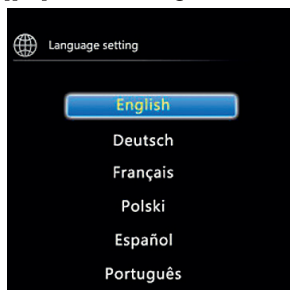 Language setting
English
Deutsch
Français
Polski
Español
Português